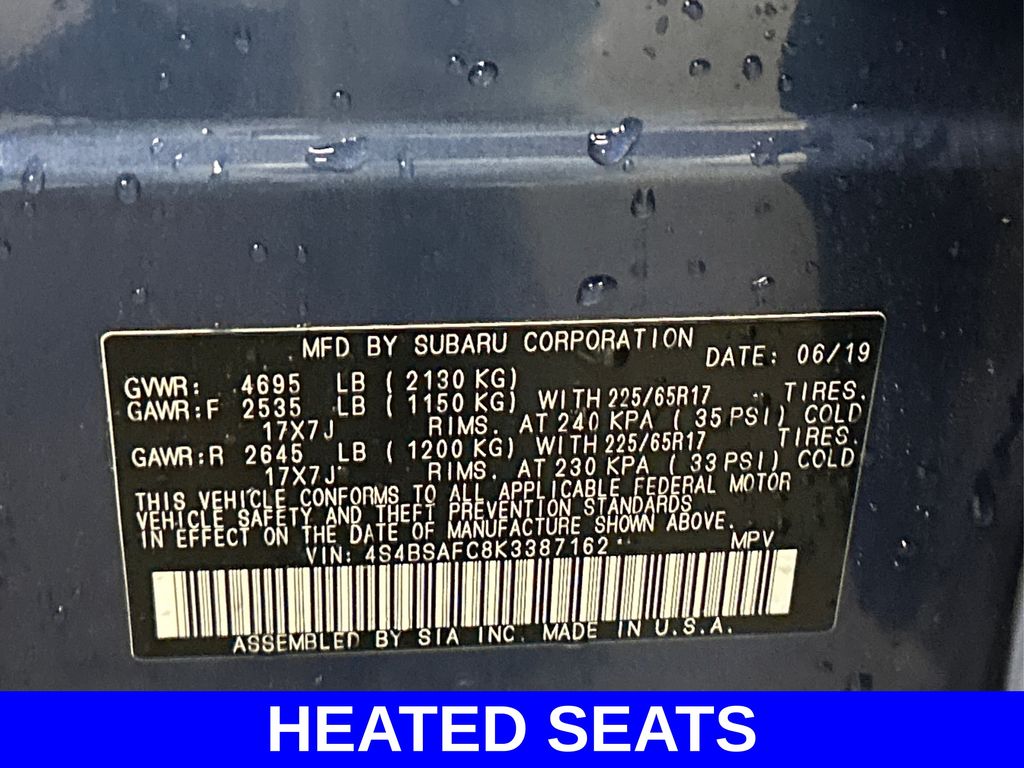 MFD BY SUBARU CORPORATION DATE: 06/19
GVWR: 4695 LB ( 2130 KG)
GAWR:F 2535 LB ( 1150 KG) WITH 225/65R17 TIRES.
17X7J RIMS. AT 240 KPA ( 35 PSI) COLD
GAWR:R 2645 LB ( 1200 KG) WITH 225/65R17 TIRES.
17X7J RIMS. AT 230 KPA ( 33 PSI) COLD
THIS VEHICLE CONFORMS TO ALL APPLICABLE FEDERAL MOTOR
VEHICLE SAFETY AND THEFT PREVENTION STANDARDS
IN EFFECT ON THE DATE OF MANUFACTURE SHOWN ABOVE.
VIN: 4S4BSAFC8K3387162 MPV
ASSEMBLED BY SIA INC. MADE IN U.S.A.
HEATED SEATS